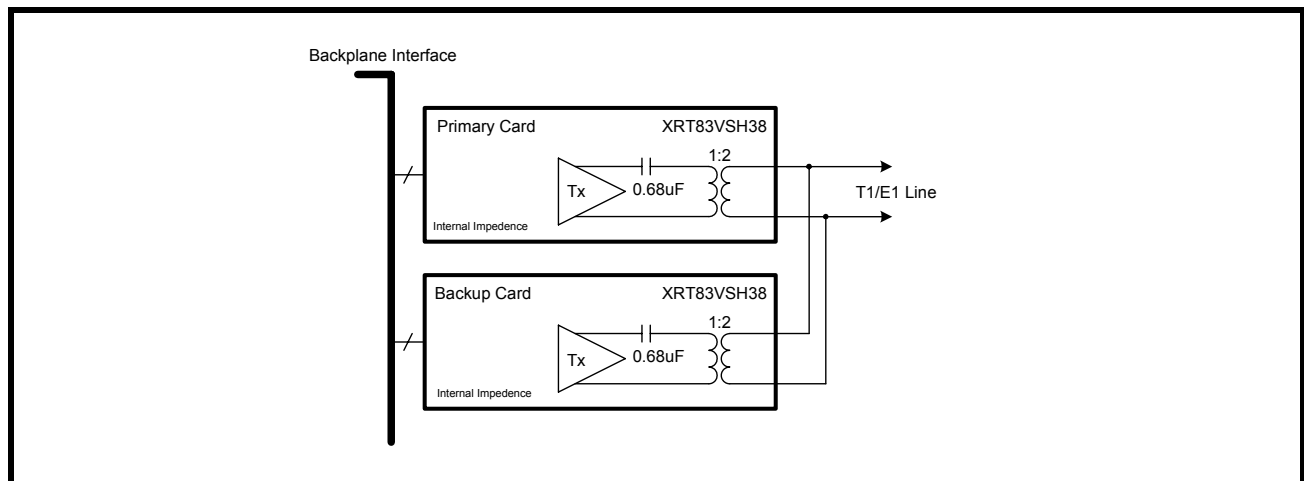 Backplane Interface
Primary Card
XRT83VSH38
1:2
Tx
0.68uF
T1/E1 Line
Internal Impedence
Backup Card
XRT83VSH38
1:2
Tx
0.68uF
Internal Impedence